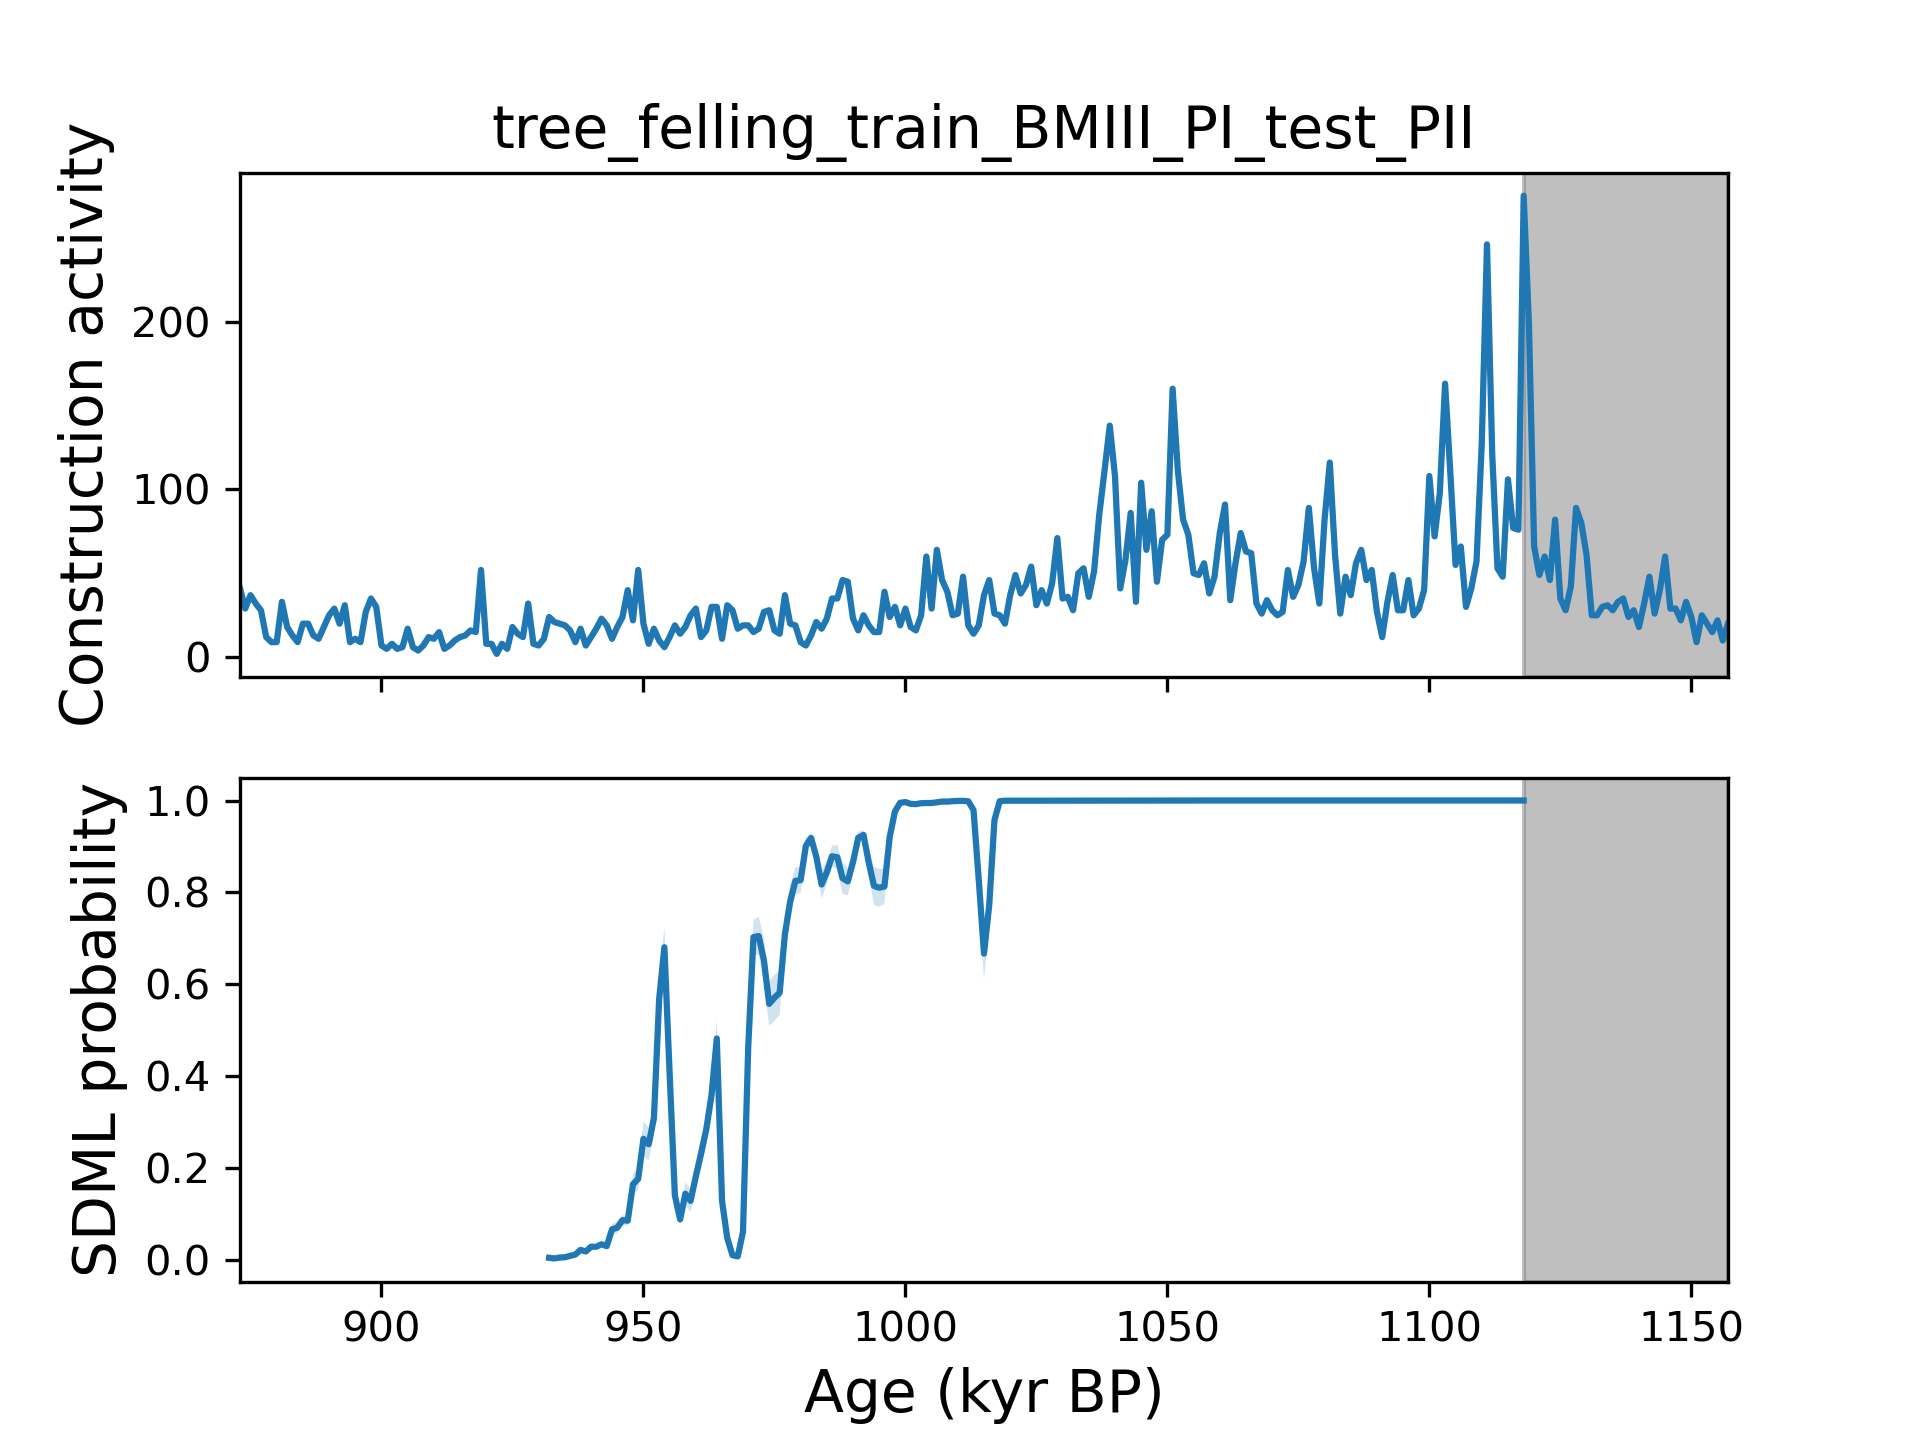 tree_felling_train_BMIII_PI_test_PII
Construction activity
200
100
0
SDML probability
1.0
0.8
0.6
0.4
0.2
0.0
900 950 1000 1050 1100 1150
Age (kyr BP)